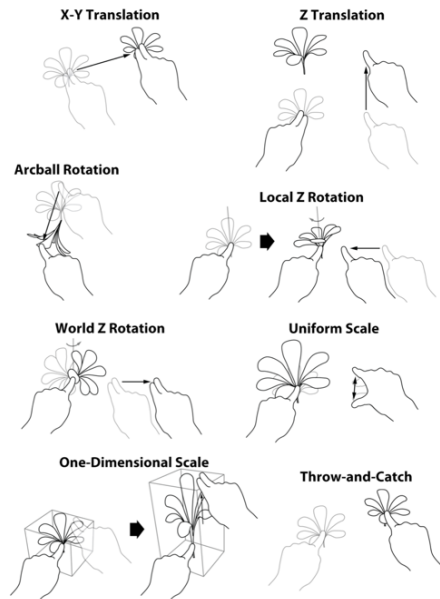 X-Y Translation
Z Translation
Arcball Rotation
Local Z Rotation
World Z Rotation
Uniform Scale
One-Dimensional Scale
Throw-and-Catch